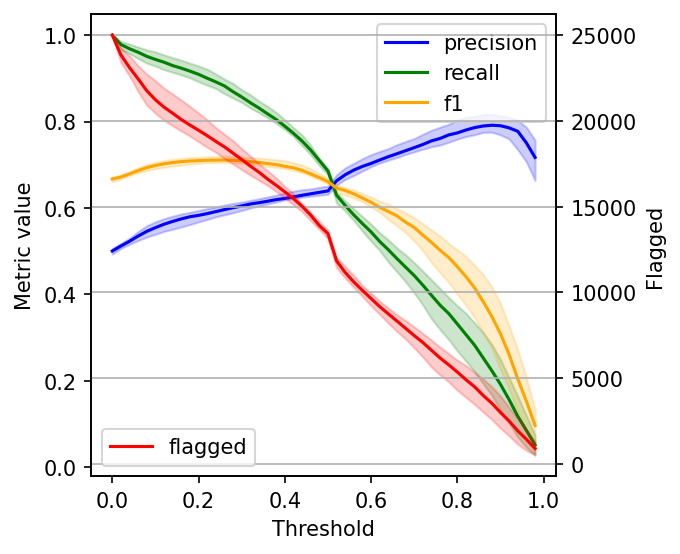 precision
recall
f1
flagged
1.0
0.8
0.6
0.4
0.2
0.0
Metric value
25000
20000
15000
10000
5000
0
Flagged
0.0
0.2
0.4
0.6
0.8
1.0
Threshold